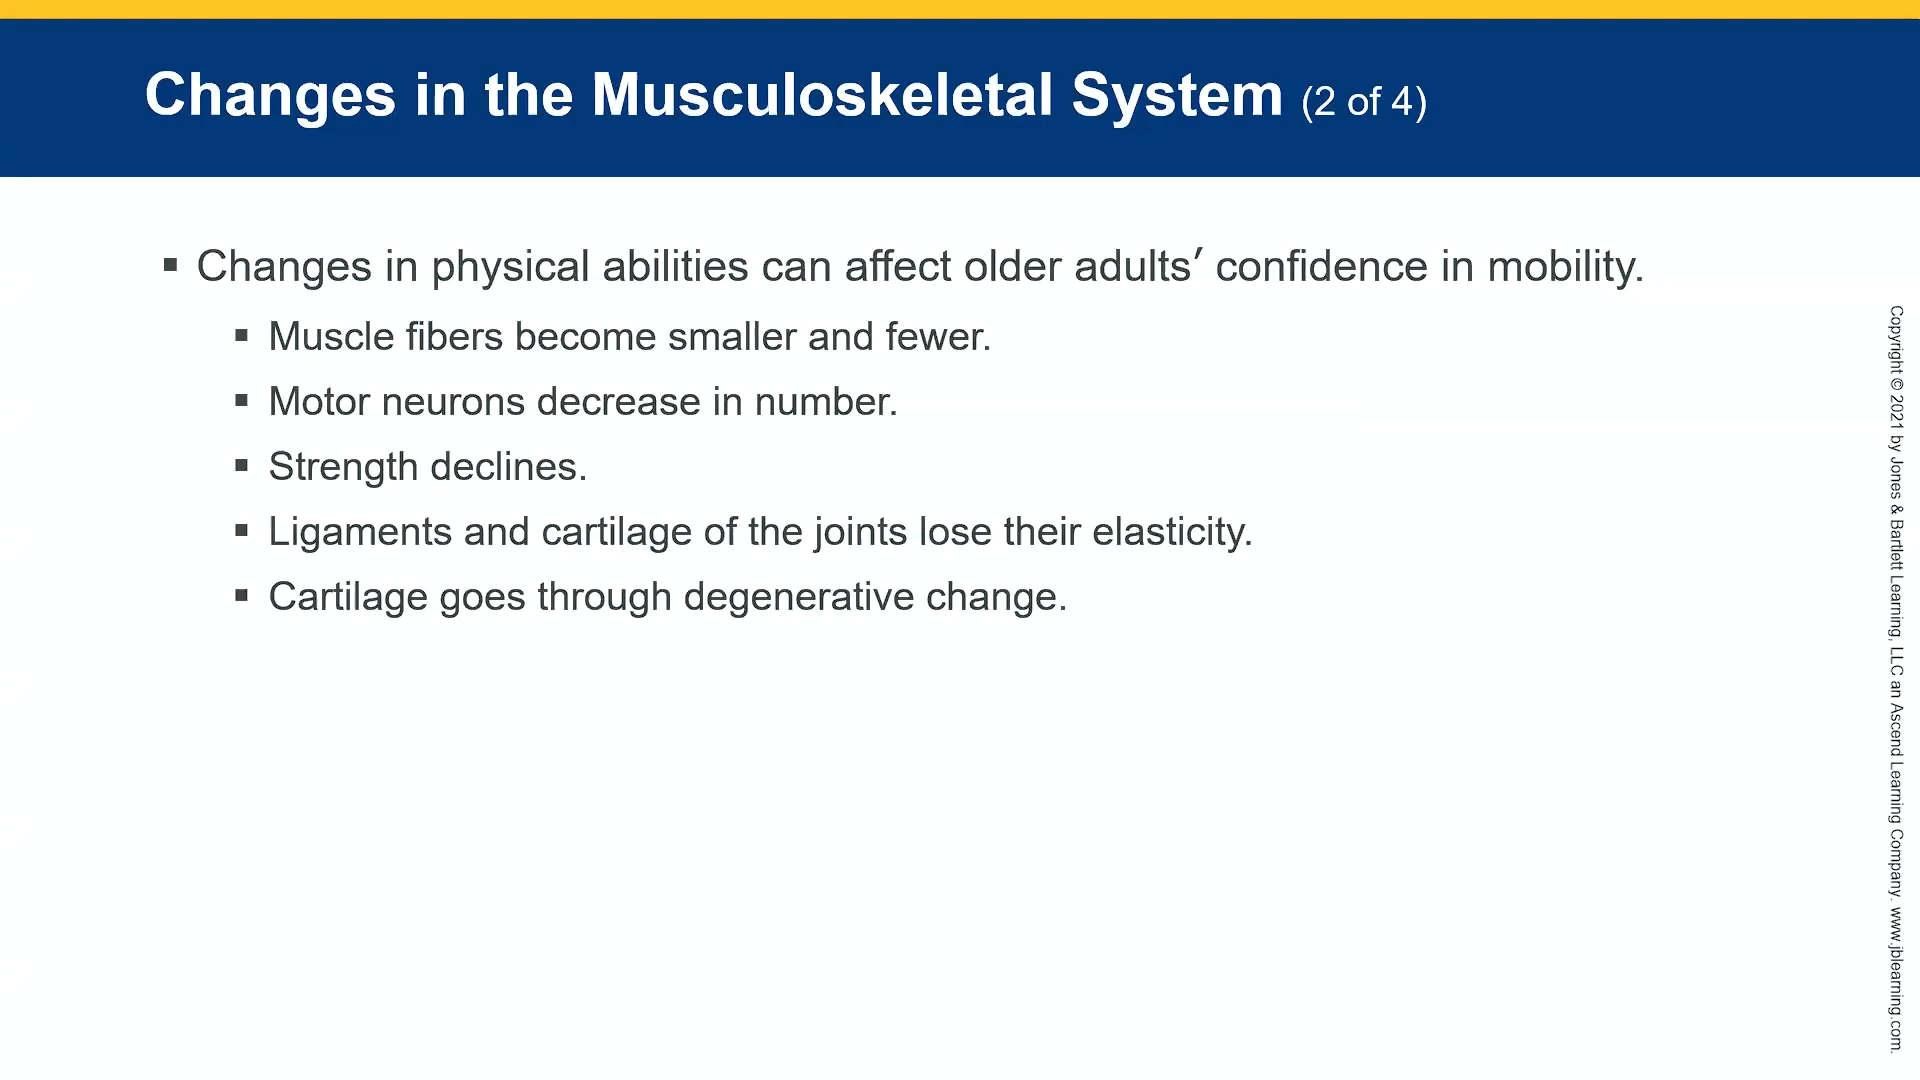 Changes in the Musculoskeletal System (2 of 4)
▪ Changes in physical abilities can affect older adults’ confidence in mobility.
▪ Muscle fibers become smaller and fewer.
▪ Motor neurons decrease in number.
▪ Strength declines.
▪ Ligaments and cartilage of the joints lose their elasticity.
▪ Cartilage goes through degenerative change.
Copyright © 2021 by Jones & Bartlett Learning, LLC an Ascend Learning Company. www.jblearning.com.